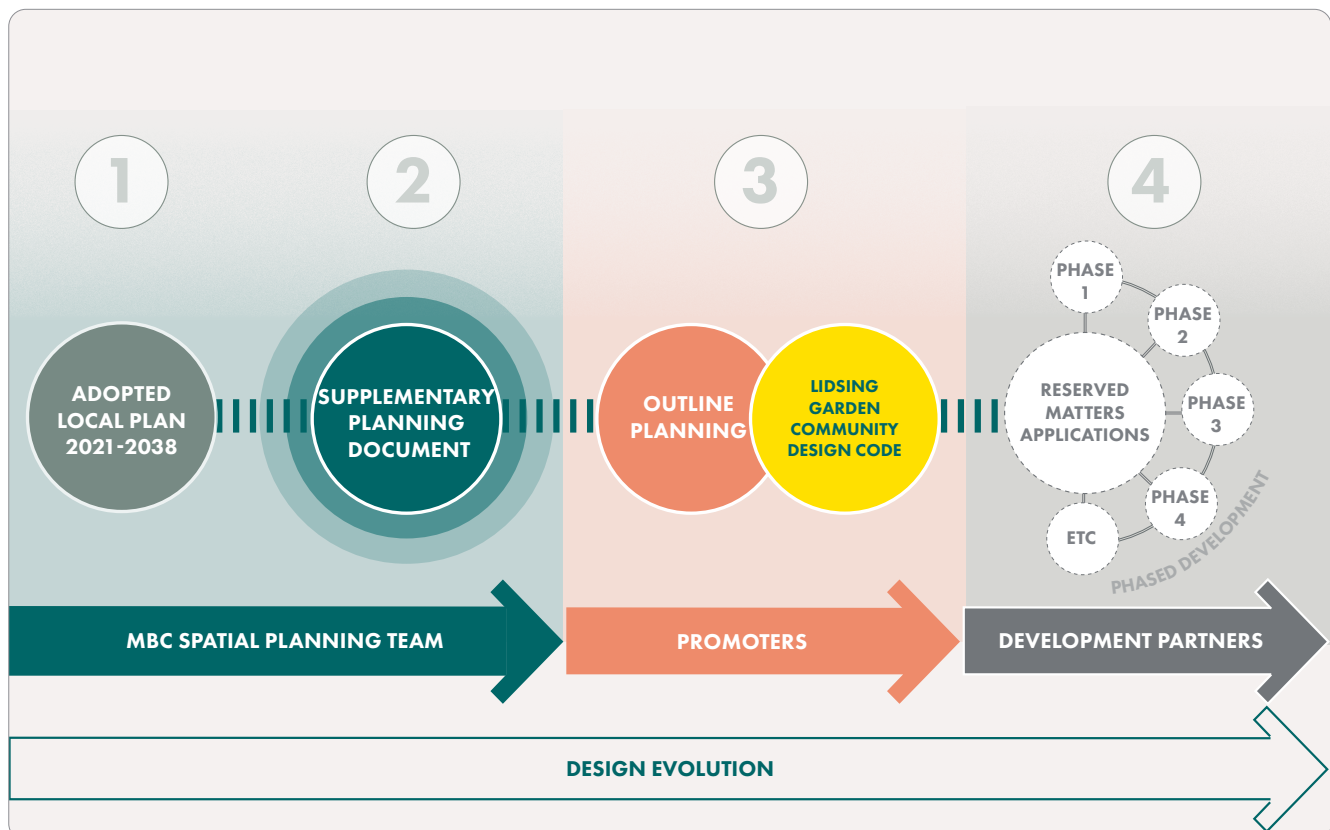 1
2
3
4
ADOPTED
LOCAL PLAN
2021-2038
SUPPLEMENTARY
PLANNING
DOCUMENT
OUTLINE
PLANNING
LIDSING
GARDEN
COMMUNITY
DESIGN CODE
RESERVED
MATTERS
APPLICATIONS
PHASE
1
PHASE
2
PHASE
3
PHASE
4
ETC
PHASED DEVELOPMENT
MBC SPATIAL PLANNING TEAM
PROMOTERS
DEVELOPMENT PARTNERS
DESIGN EVOLUTION